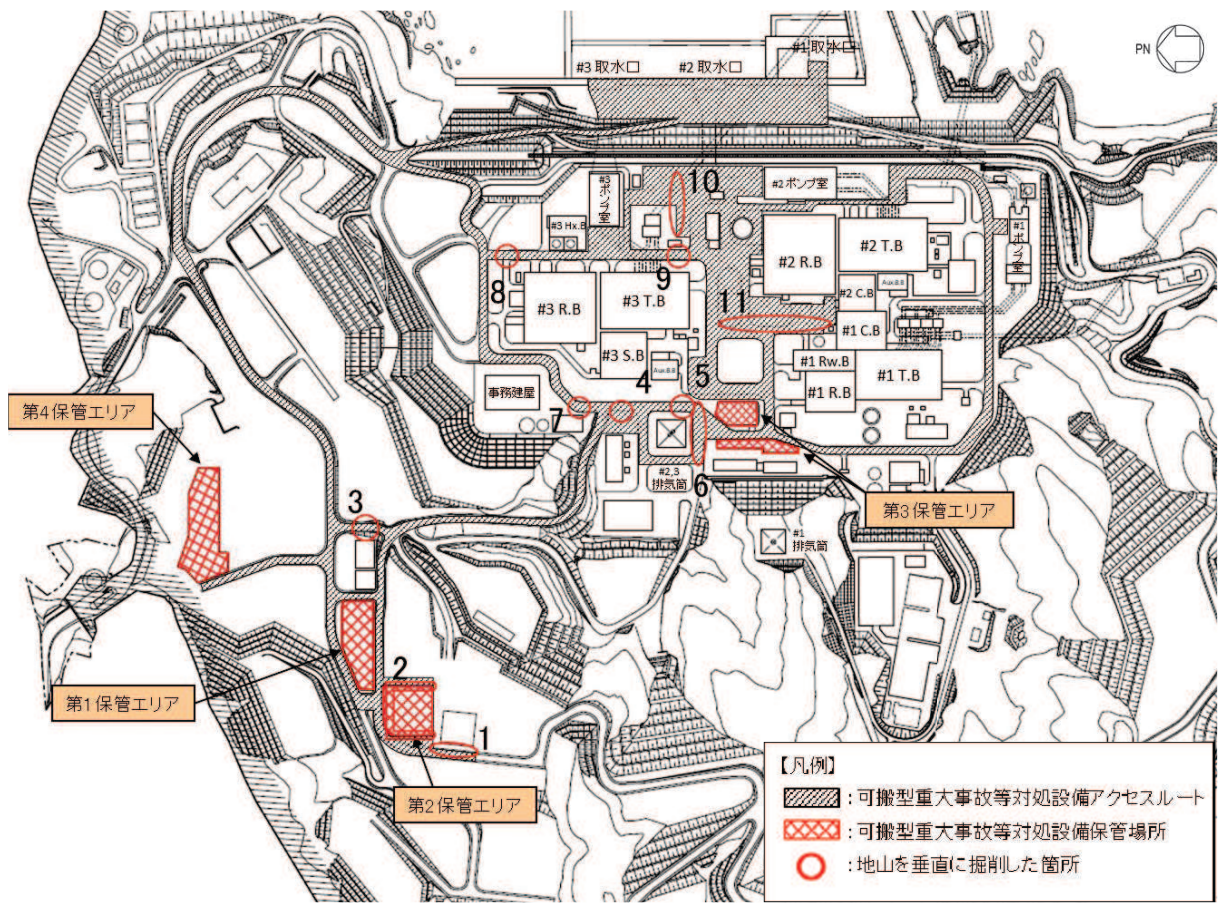 #1取水口
#3 取水口
#2 取水口
PN
10
#3
ポンプ室
#2 ポンプ室
#3 Hx.B
#1
ポンプ室
#2 R.B
#2 T.B
8
9
#3 R.B
#3 T.B
11
#2 C.B
Aux.B.B
#1 C.B
#3 S.B
Aux.B.B
#1 Rw.B
#1 R.B
#1 T.B
4
5
事務建屋
7
第4保管エリア
#2,3
排気筒
6
第3保管エリア
3
#1
排気筒
第1保管エリア
2
1
第2保管エリア
【凡例】
:可搬型重大事故等対処設備アクセスルート
:可搬型重大事故等対処設備保管場所
:地山を垂直に掘削した箇所